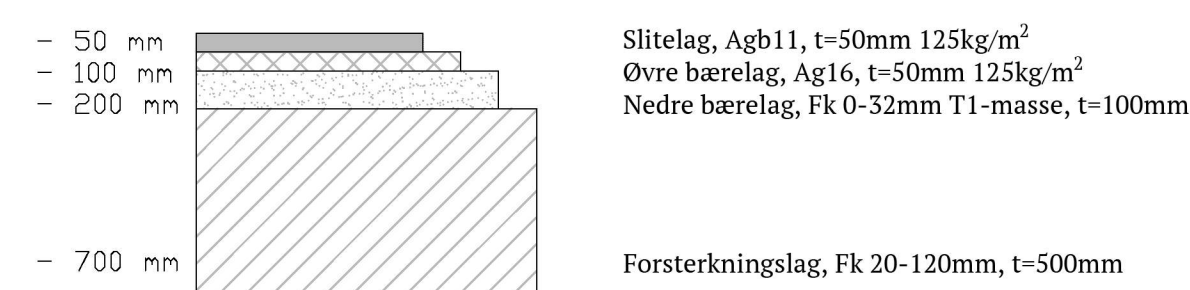 - 50 mm Slitelag, Agb11, t=50mm 125kg/m²
- 100 mm Øvre bærelag, Ag16, t=50mm 125kg/m²
- 200 mm Nedre bærelag, Fk 0-32mm T1-masse, t=100mm
- 700 mm Forsterkningslag, Fk 20-120mm, t=500mm